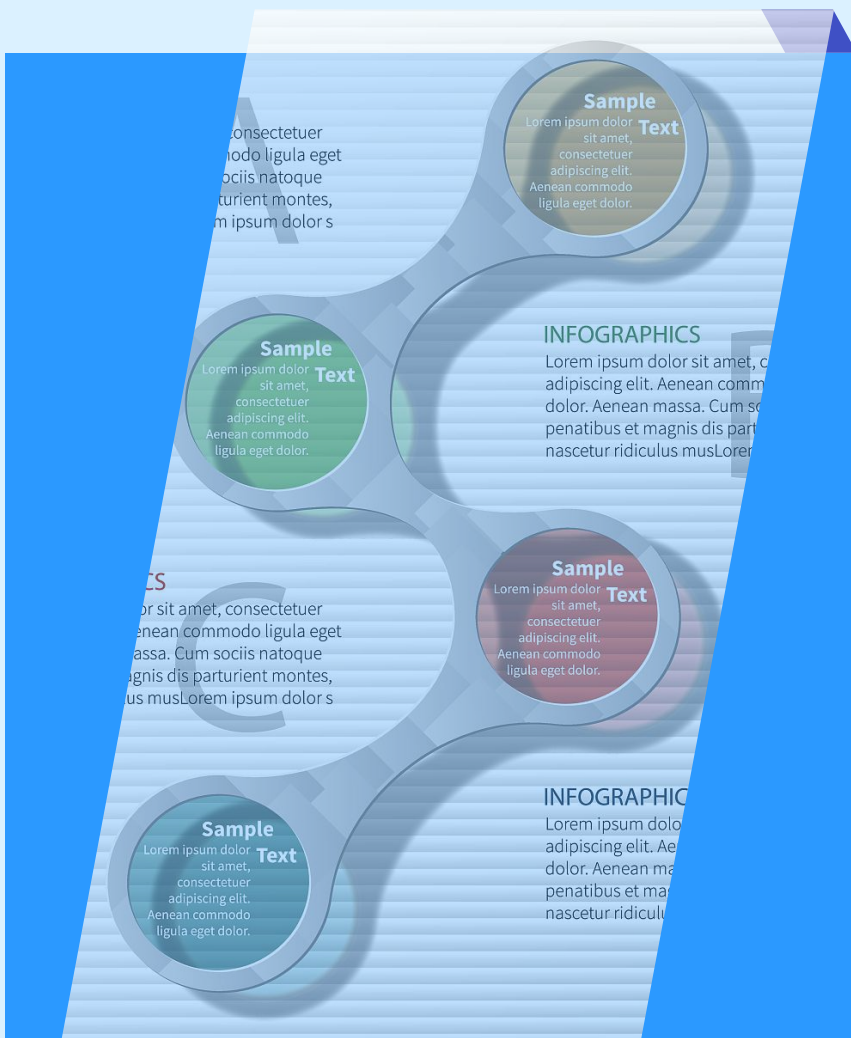 A
consectetuer
modo ligula eget
sociis natoque
turient montes,
m ipsum dolor s
Sample
Text
Lorem ipsum dolor
sit amet,
consectetuer
adipiscing elit.
Aenean commodo
ligula eget dolor.
Sample
Text
Lorem ipsum dolor
sit amet,
consectetuer
adipiscing elit.
Aenean commodo
ligula eget dolor.
INFOGRAPHICS
Lorem ipsum dolor sit amet, c
adipiscing elit. Aenean comm
dolor. Aenean massa. Cum so
penatibus et magnis dis part
nascetur ridiculus musLorer
CS
or sit amet, consectetuer
enean commodo ligula eget
assa. Cum sociis natoque
agnis dis parturient montes,
us musLorem ipsum dolor s
C
Sample
Text
Lorem ipsum dolor
sit amet,
consectetuer
adipiscing elit.
Aenean commodo
ligula eget dolor.
Sample
Text
Lorem ipsum dolor
sit amet,
consectetuer
adipiscing elit.
Aenean commodo
ligula eget dolor.
INFOGRAPHIC
Lorem ipsum dolo
adipiscing elit. Ae
dolor. Aenean ma
penatibus et mag
nascetur ridicul